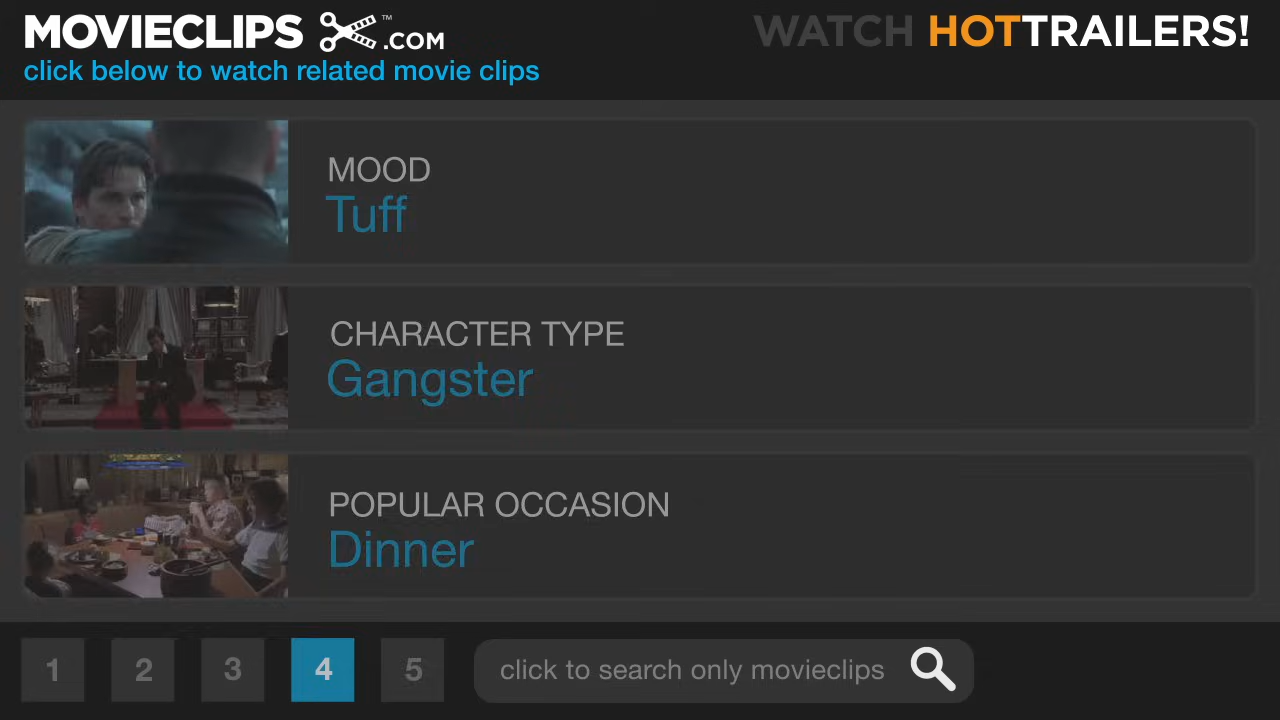 MOVIECLIPS ™ .COM
WATCH HOTTRAILERS!
click below to watch related movie clips
MOOD
Tuff
CHARACTER TYPE
Gangster
POPULAR OCCASION
Dinner
1 2 3 4 5
click to search only movieclips